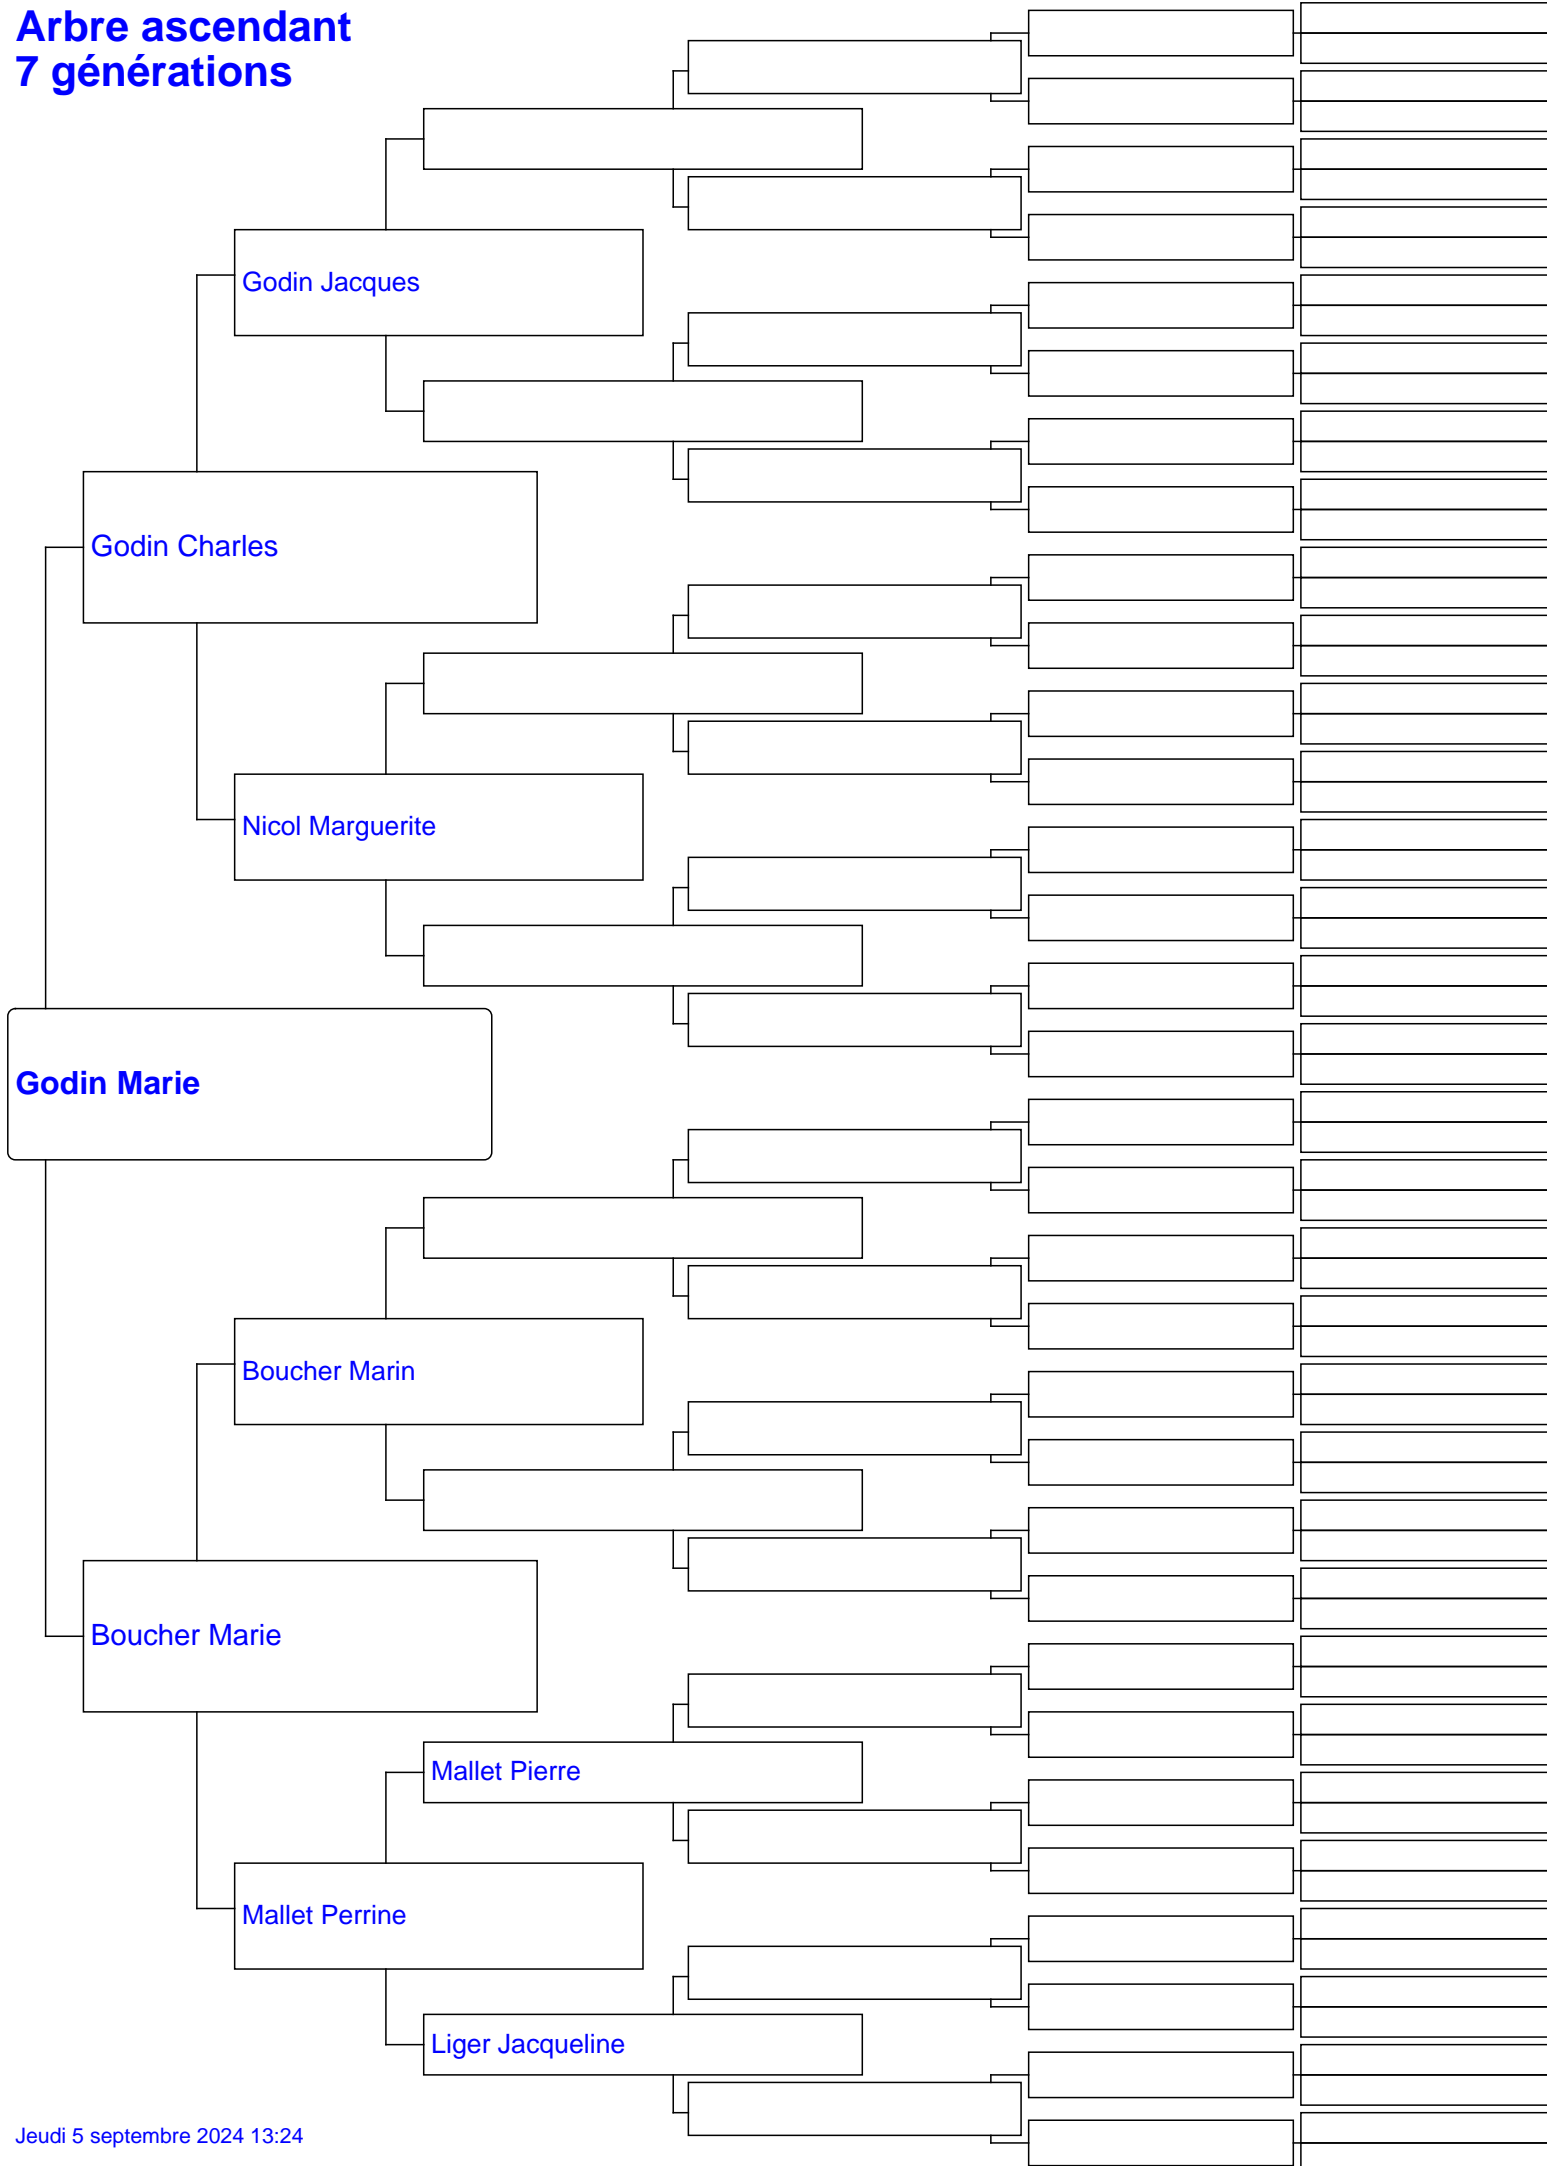 Arbre ascendant
7 générations
Godin Jacques
Godin Charles
Nicol Marguerite
Godin Marie
Boucher Marin
Boucher Marie
Mallet Pierre
Mallet Perrine
Liger Jacqueline
Jeudi 5 septembre 2024 13:24